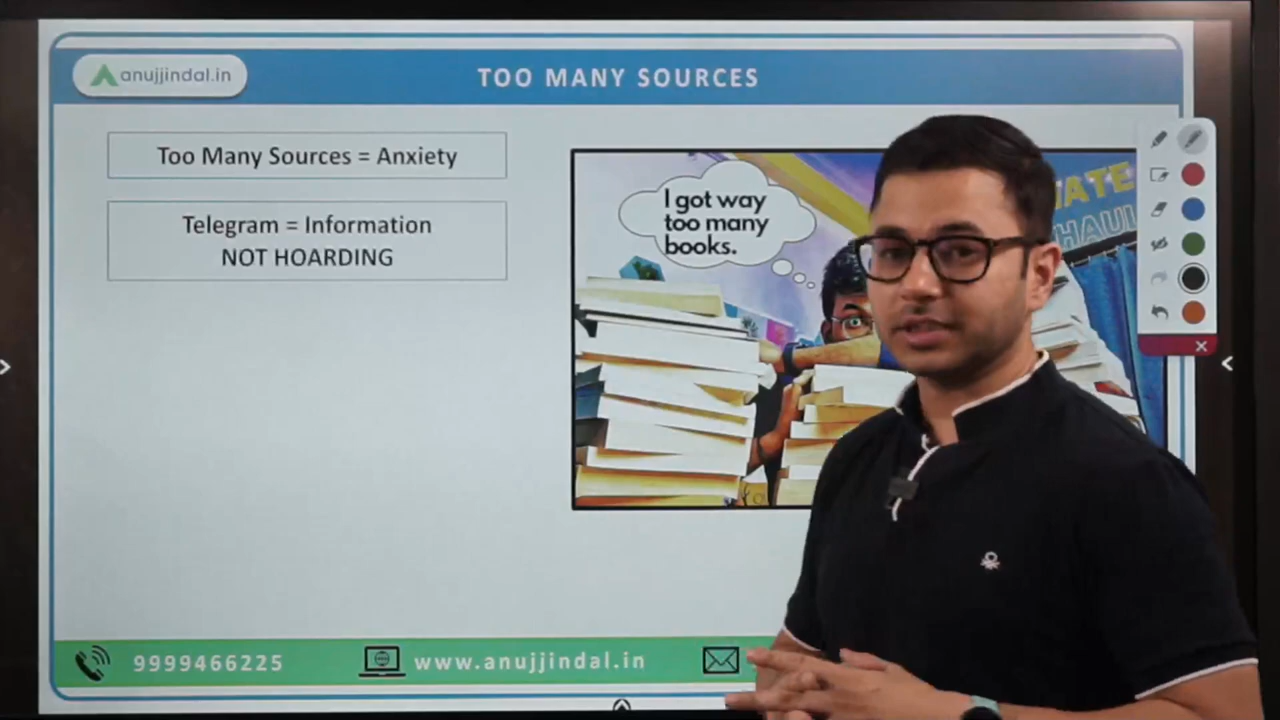 anujjindal.in
TOO MANY SOURCES
Too Many Sources = Anxiety
Telegram = Information
NOT HOARDING
I got way
too many
books.
9999466225
www.anujjindal.in